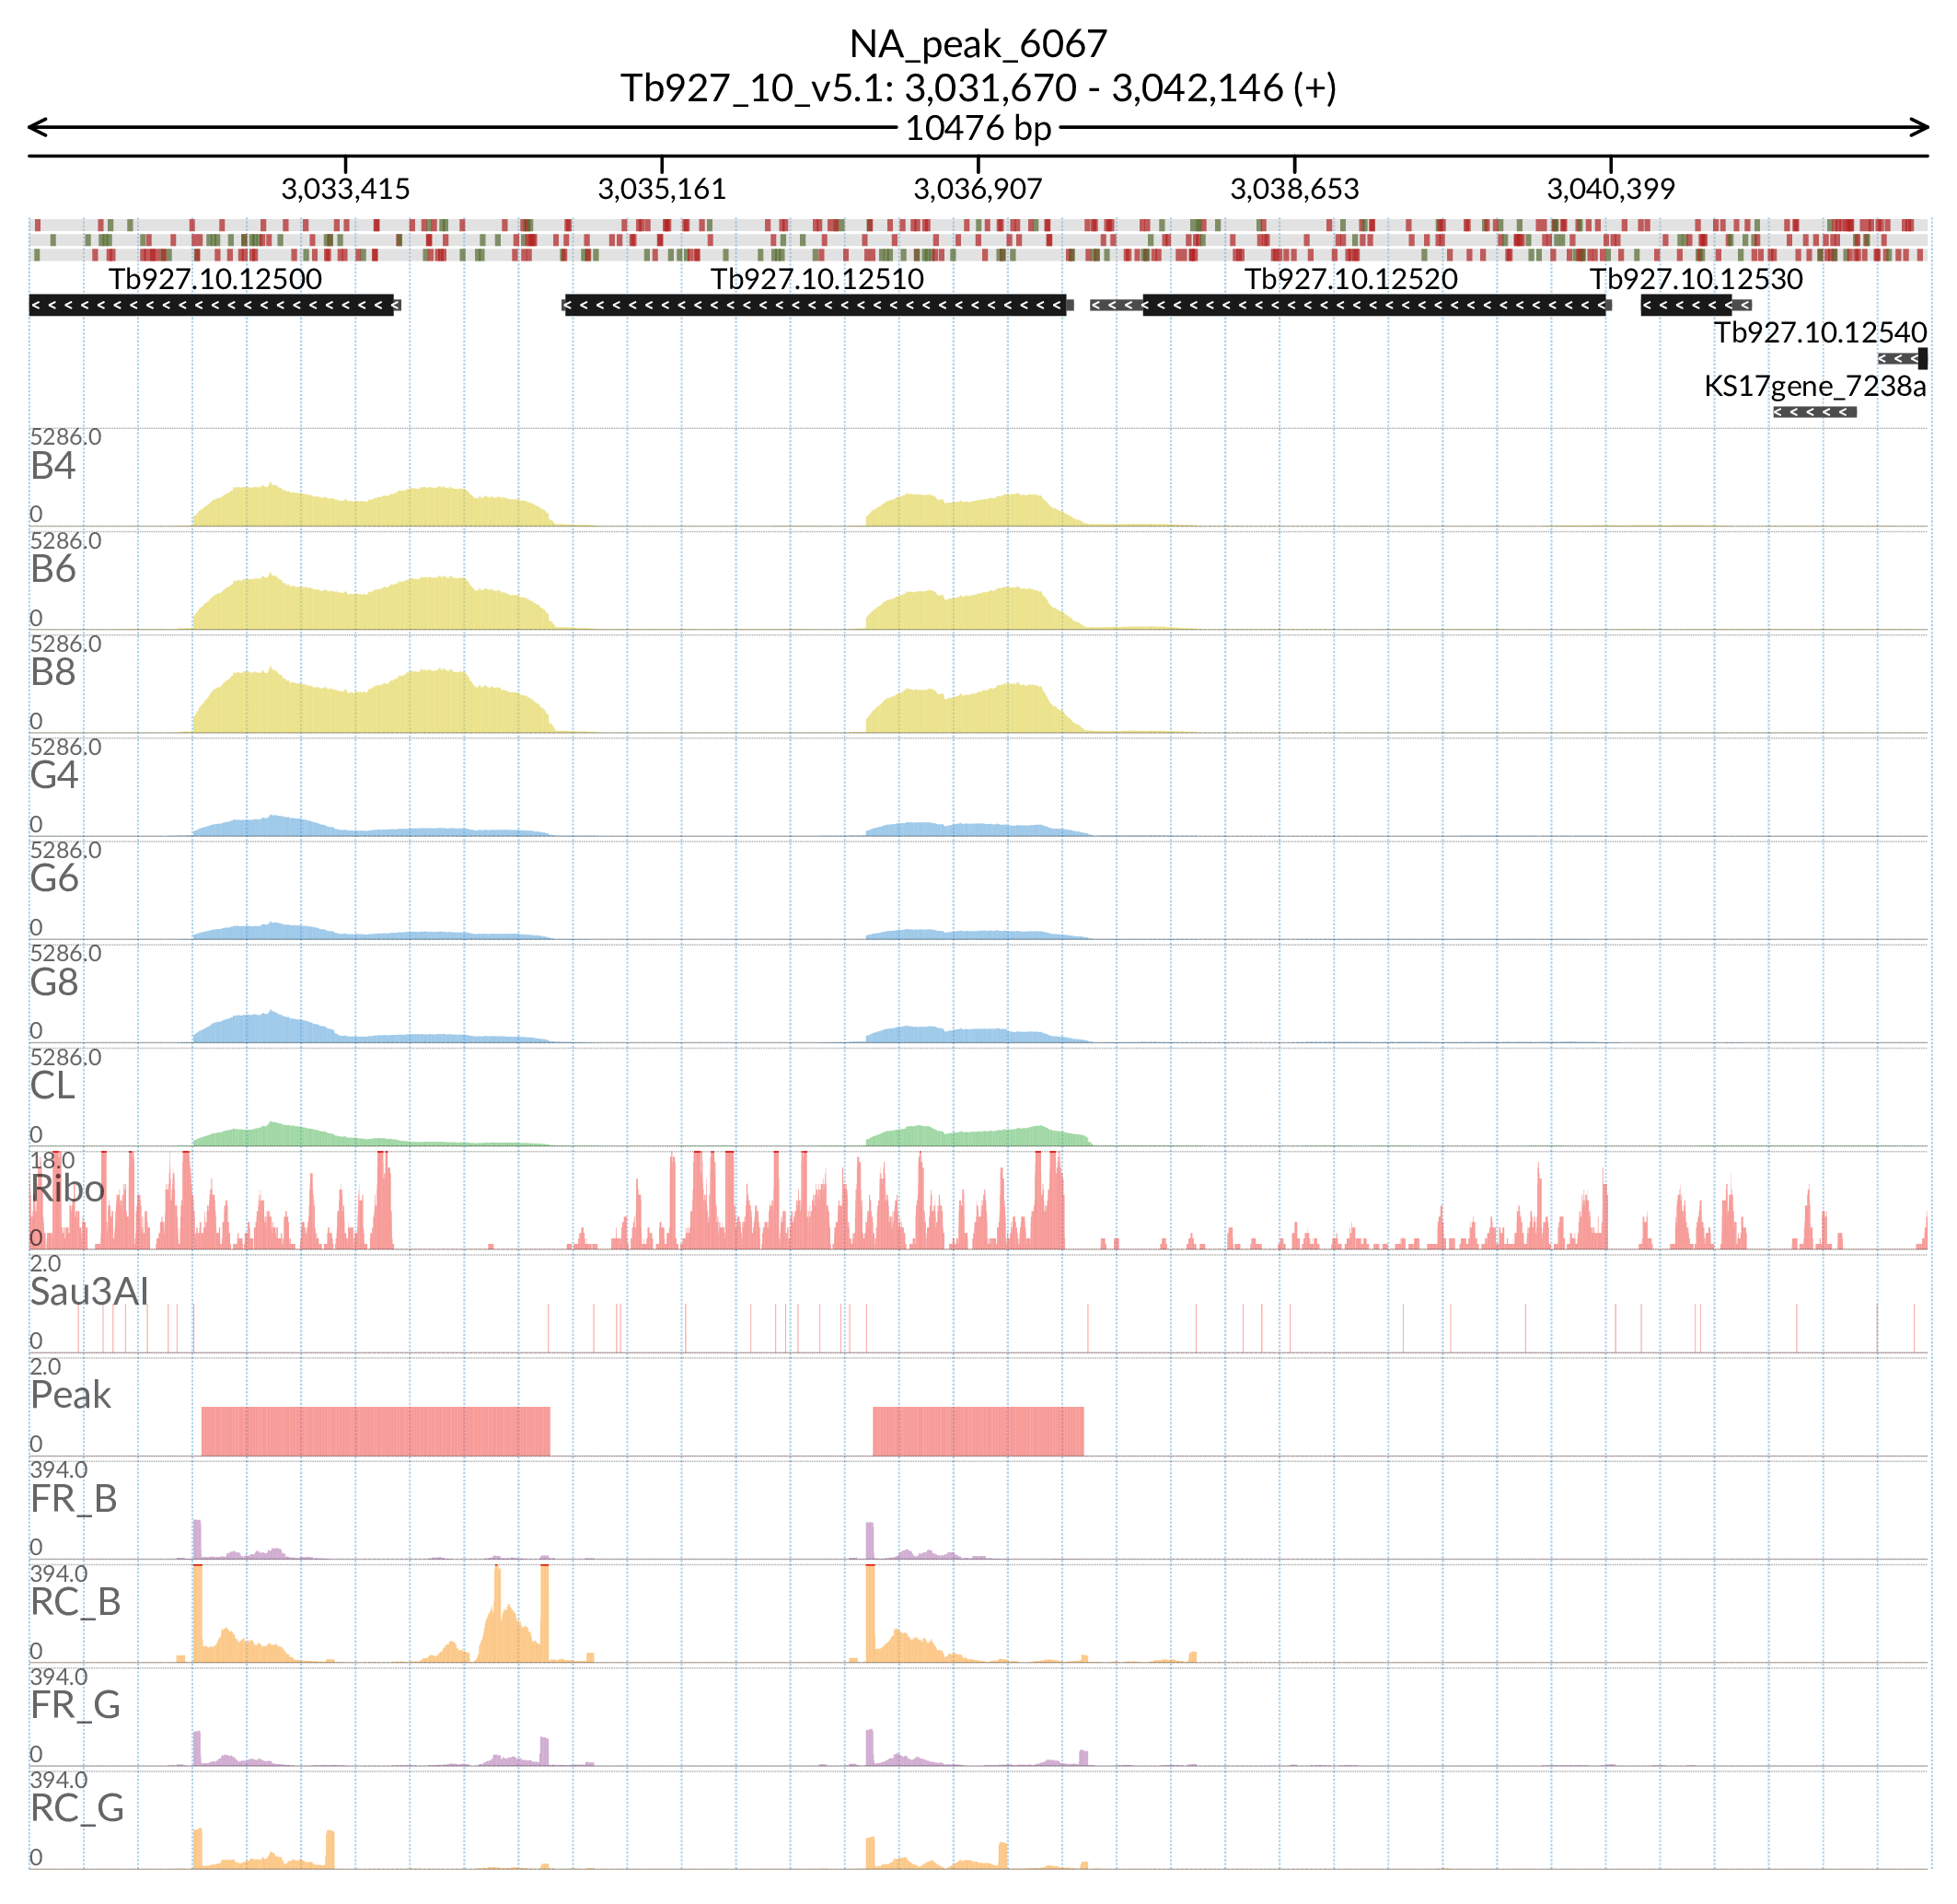 NA_peak_6067
Tb927_10_v5.1: 3,031,670 - 3,042,146 (+)
10476 bp
3,033,415 3,035,161 3,036,907 3,038,653 3,040,399
Tb927.10.12500 Tb927.10.12510 Tb927.10.12520 Tb927.10.12530
Tb927.10.12540
KS17gene_7238a
5286.0
B4
0
5286.0
B6
0
5286.0
B8
0
5286.0
G4
0
5286.0
G6
0
5286.0
G8
0
5286.0
CL
0
18.0
Ribo
0
2.0
Sau3AI
0
2.0
Peak
0
394.0
FR_B
0
394.0
RC_B
0
394.0
FR_G
0
394.0
RC_G
0